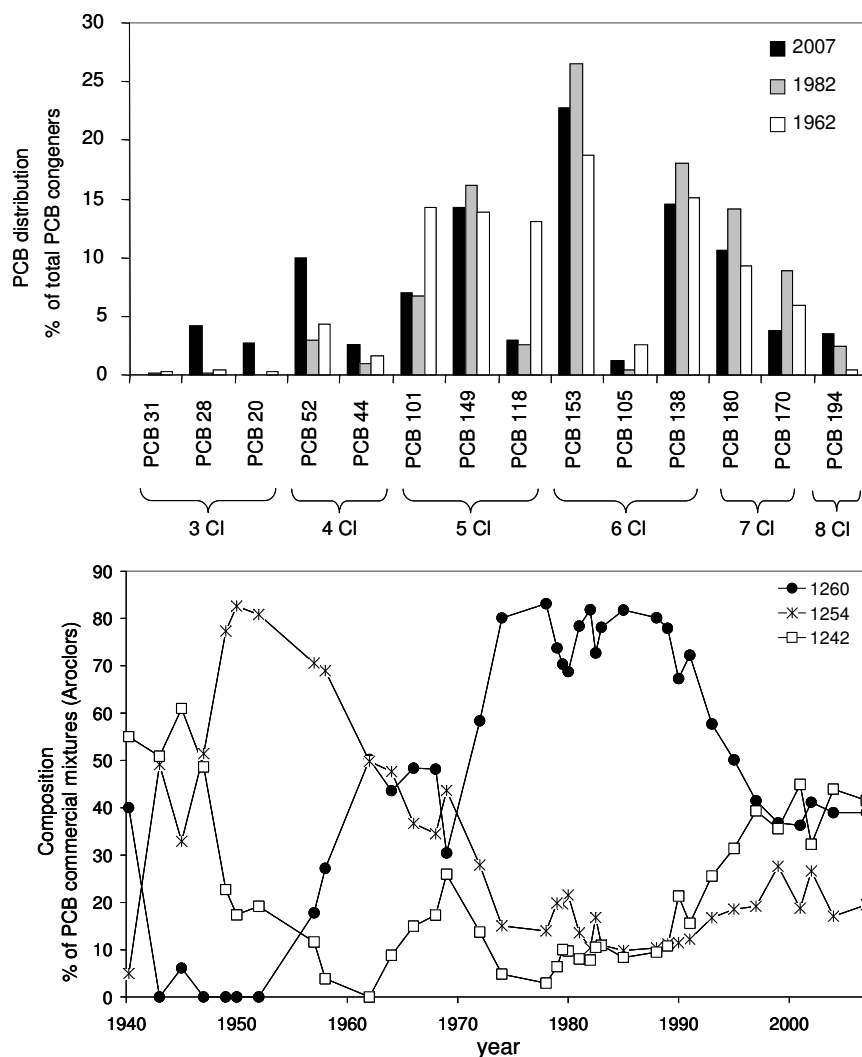 30
25
20
15
10
5
0
PCB distribution
% of total PCB congeners
2007
1982
1962
PCB 31
PCB 28
PCB 20
PCB 52
PCB 44
PCB 101
PCB 149
PCB 118
PCB 153
PCB 105
PCB 138
PCB 180
PCB 170
PCB 194
3 Cl
4 Cl
5 Cl
6 Cl
7 Cl
8 Cl
90
80
70
60
50
40
30
20
10
0
Composition
% of PCB commercial mixtures (Aroclors)
1260
1254
1242
1940
1950
1960
1970
1980
1990
2000
year